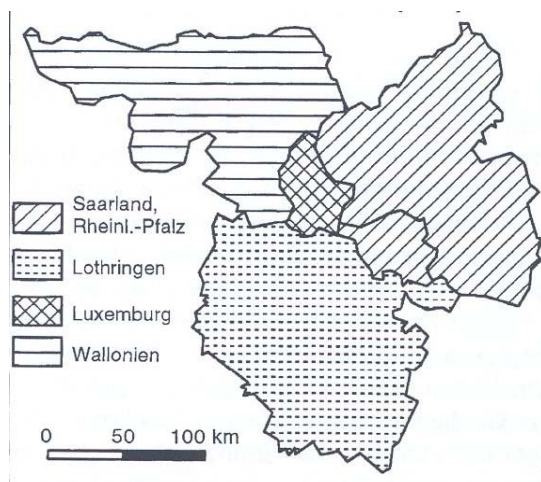 Saarland,
Rheinl.-Pfalz
Lothringen
Luxemburg
Wallonien
0 50 100 km